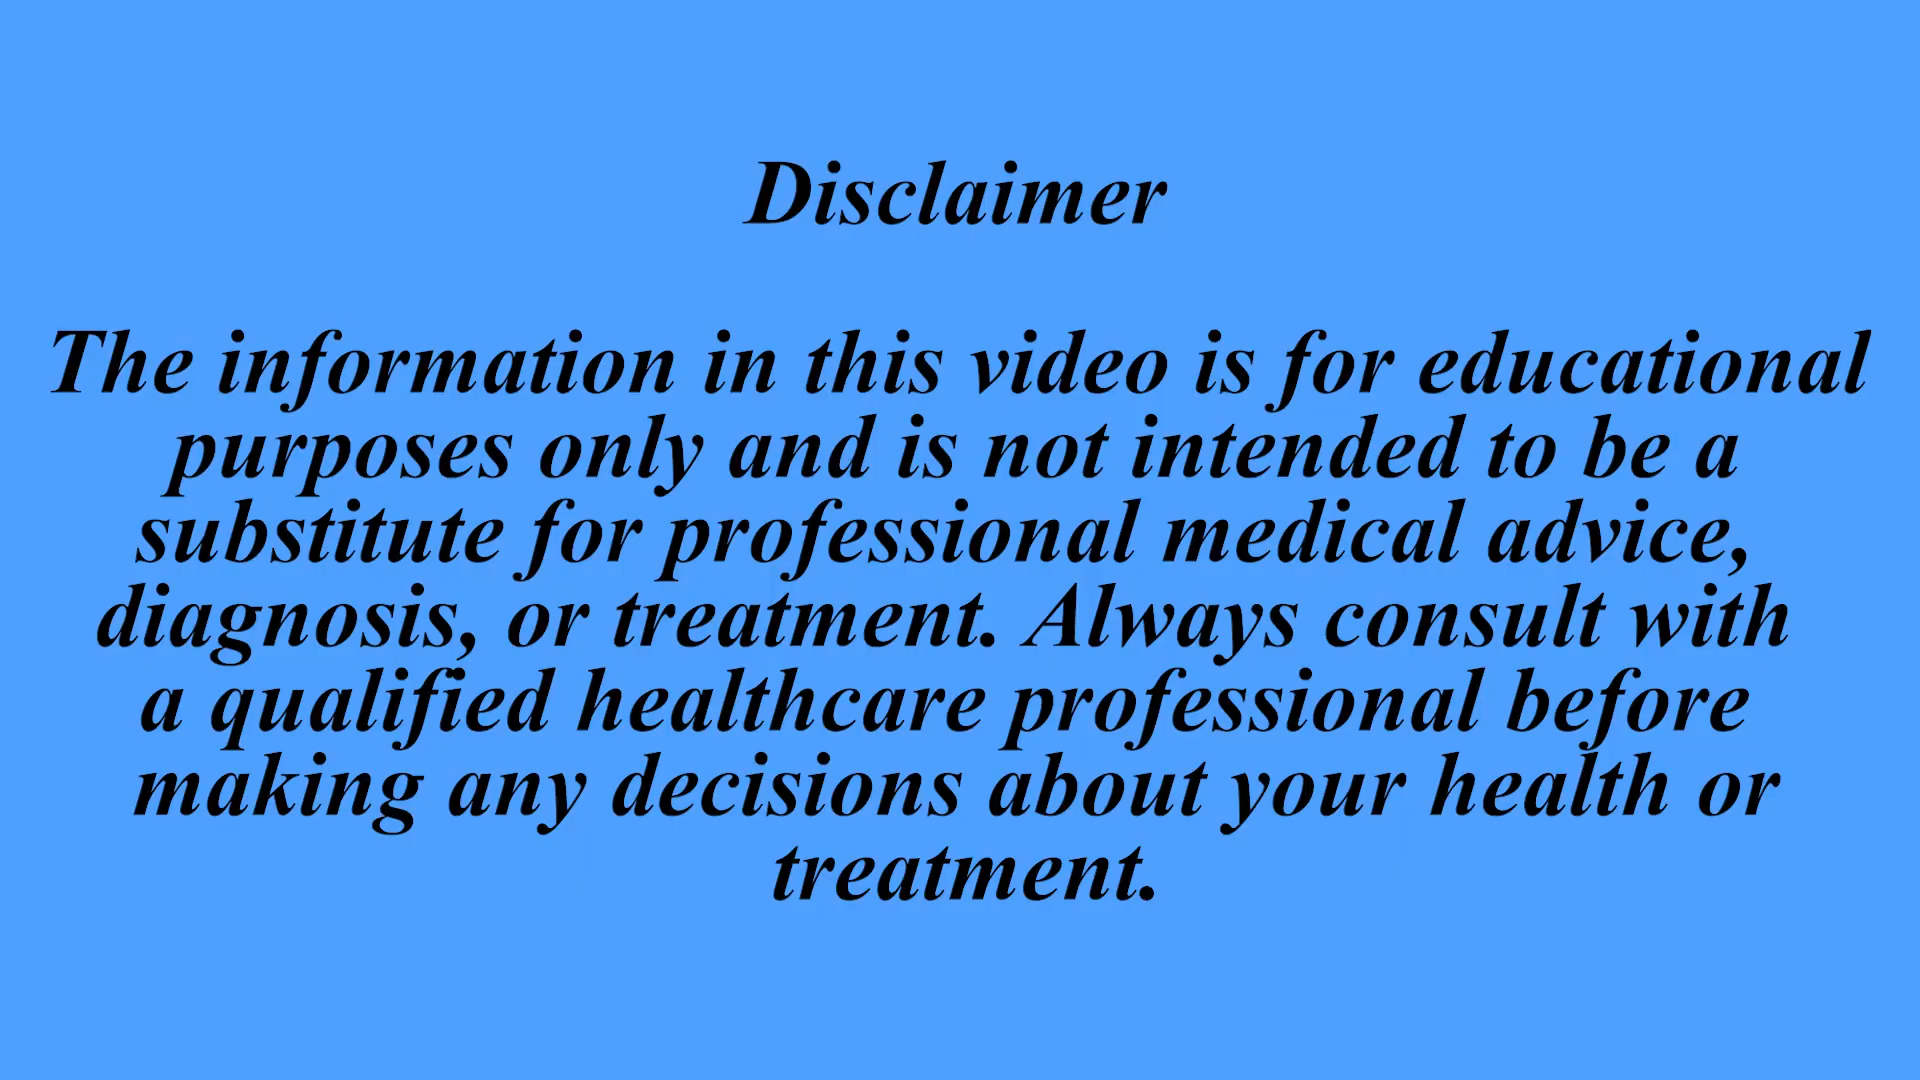 Disclaimer
The information in this video is for educational
purposes only and is not intended to be a
substitute for professional medical advice,
diagnosis, or treatment. Always consult with
a qualified healthcare professional before
making any decisions about your health or
treatment.